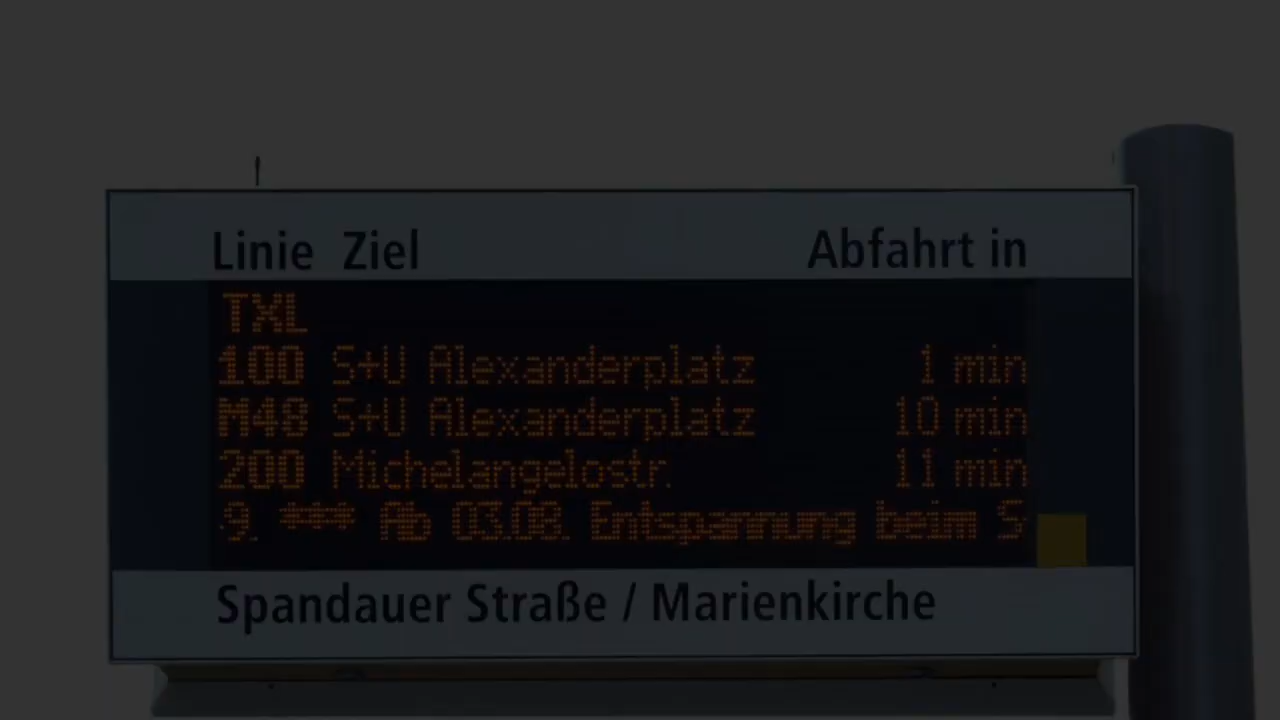 Linie Ziel Abfahrt in
TXL
100 S+U Alexanderplatz 1 min
M48 S+U Alexanderplatz 10 min
200 Michelangelostr. 11 min
.9. *** Ab 03.08. Entspannung beim S
Spandauer Straße / Marienkirche